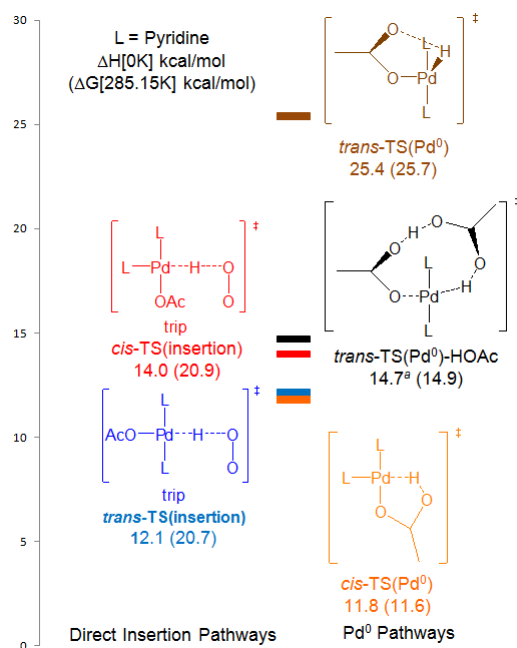 30
25
20
15
10
5
0
L = Pyridine
ΔH[0K] kcal/mol
(ΔG[285.15K] kcal/mol)
‡
O
H
L
O
Pd
L
trans-TS(Pd⁰)
25.4 (25.7)
‡
L
L
Pd
H
O
OAc
O
trip
cis-TS(insertion)
14.0 (20.9)
‡
H
O
O
O
L
H
O
Pd
L
trans-TS(Pd⁰)-HOAc
14.7ᵃ (14.9)
‡
L
AcO
Pd
H
O
L
O
trip
trans-TS(insertion)
12.1 (20.7)
‡
L
L
Pd
H
O
O
cis-TS(Pd⁰)
11.8 (11.6)
Direct Insertion Pathways
Pd⁰ Pathways